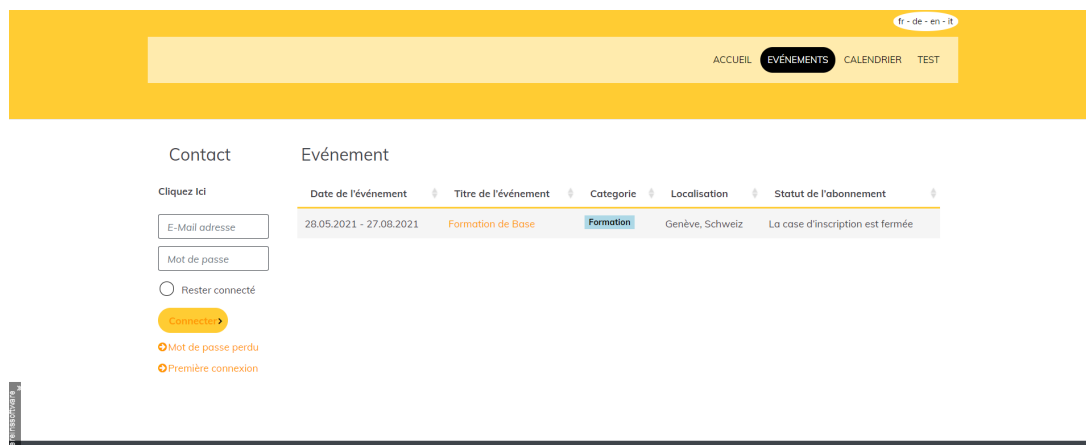 fr - de - en - it
ACCUEIL EVÉNEMENTS CALENDRIER TEST
Contact
Cliquez Ici
E-Mail adresse
Mot de passe
Rester connecté
Connecter
Mot de passe perdu
Première connexion
Evénement
Date de l'événement Titre de l'événement Categorie Localisation Statut de l'abonnement
28.05.2021 - 27.08.2021 Formation de Base Formation Genève, Schweiz La case d'inscription est fermée